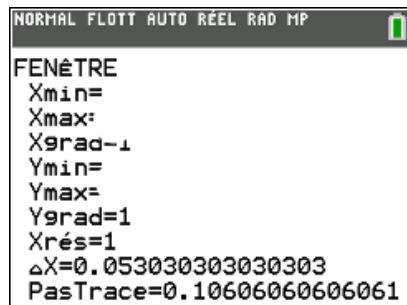 NORMAL FLOTT AUTO RÉEL RAD MP
FENÊTRE
Xmin=
Xmax=
Xgrad=1
Ymin=
Ymax=
Ygrad=1
Xrés=1
△X=0.053030303030303
PasTrace=0.10606060606061